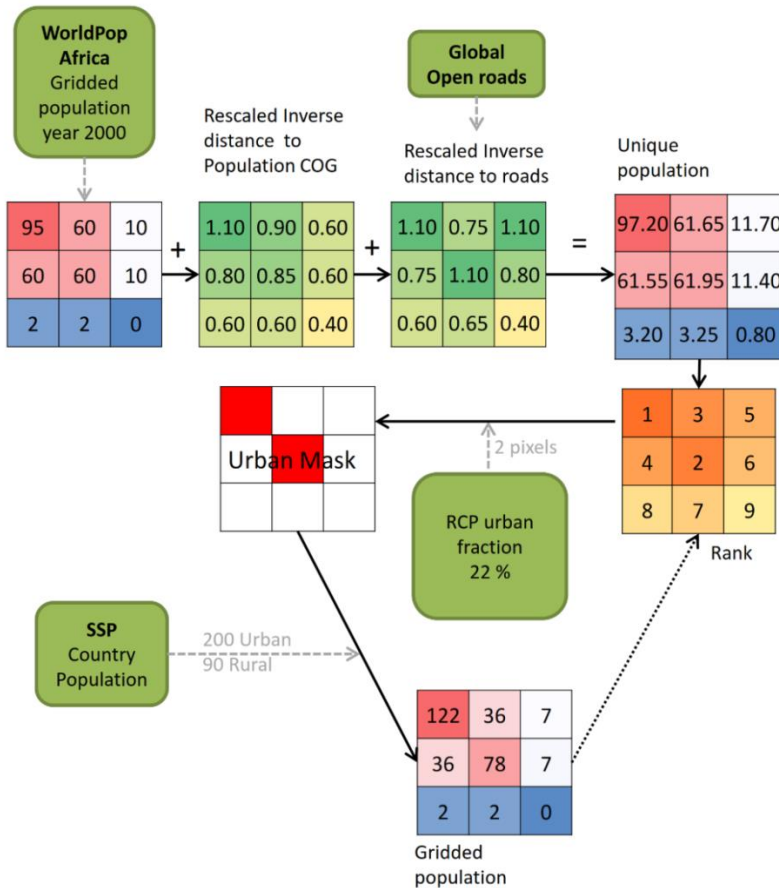 WorldPop
Africa
Gridded
population
year 2000
Global
Open roads
Rescaled Inverse
distance to
Population COG
Rescaled Inverse
distance to roads
Unique
population
95 60 10
60 60 10
2 2 0
+
1.10 0.90 0.60
0.80 0.85 0.60
0.60 0.60 0.40
+
1.10 0.75 1.10
0.75 1.10 0.80
0.60 0.65 0.40
=
97.20 61.65 11.70
61.55 61.95 11.40
3.20 3.25 0.80
1 3 5
4 2 6
8 7 9
Rank
2 pixels
RCP urban
fraction
22 %
Urban Mask
SSP
Country
Population
200 Urban
90 Rural
122 36 7
36 78 7
2 2 0
Gridded
population